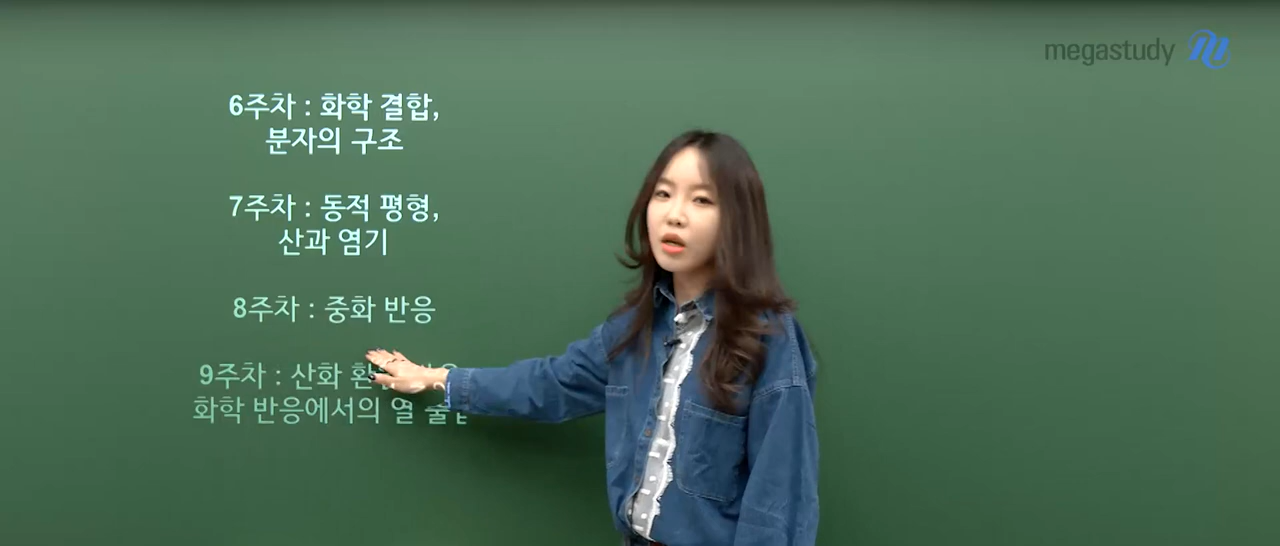 megastudy
6주차 : 화학 결합,
분자의 구조
7주차 : 동적 평형,
산과 염기
8주차 : 중화 반응
9주차 : 산화
화학 반응에서의 열